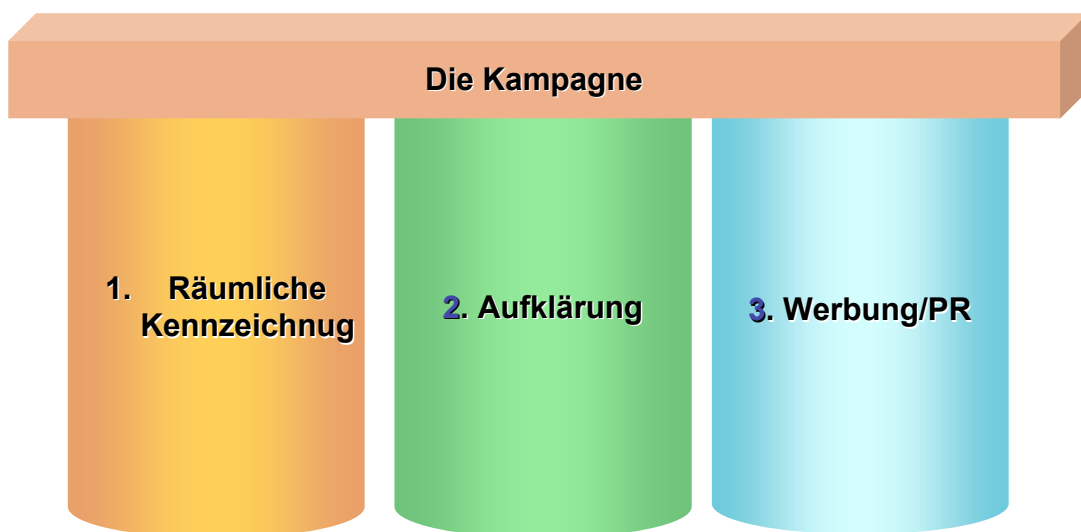 Die Kampagne
1. Räumliche
Kennzeichnug
2. Aufklärung
3. Werbung/PR